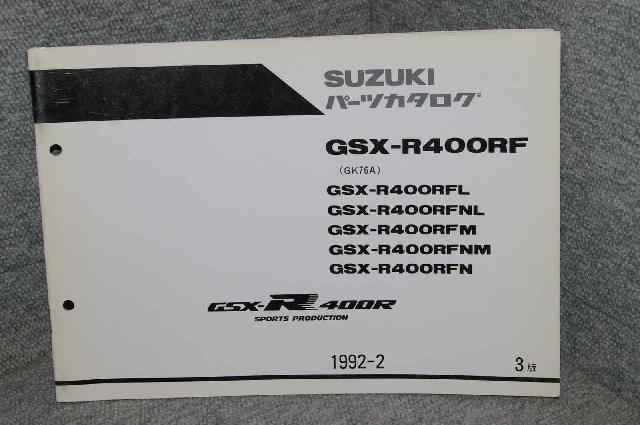 SUZUKI
パーツカタログ
GSX-R400RF
(GK76A)
GSX-R400RFL
GSX-R400RFNL
GSX-R400RFM
GSX-R400RFNM
GSX-R400RFN
GSX-R 400R
SPORTS PRODUCTION
1992-2
3版